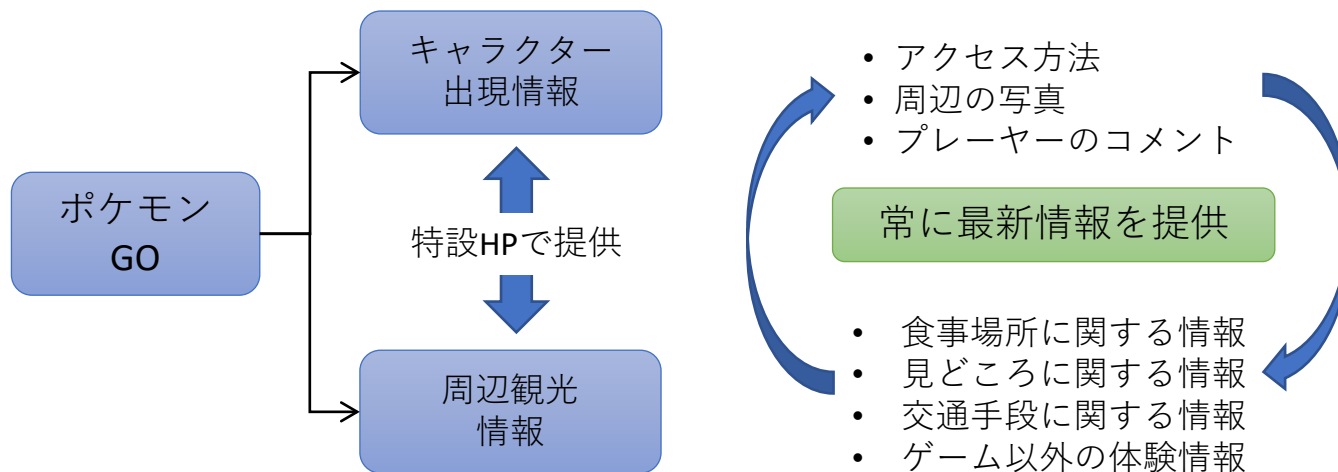 ポケモン
GO
キャラクター
出現情報
特設HPで提供
周辺観光
情報
• アクセス方法
• 周辺の写真
• プレーヤーのコメント
常に最新情報を提供
• 食事場所に関する情報
• 見どころに関する情報
• 交通手段に関する情報
• ゲーム以外の体験情報